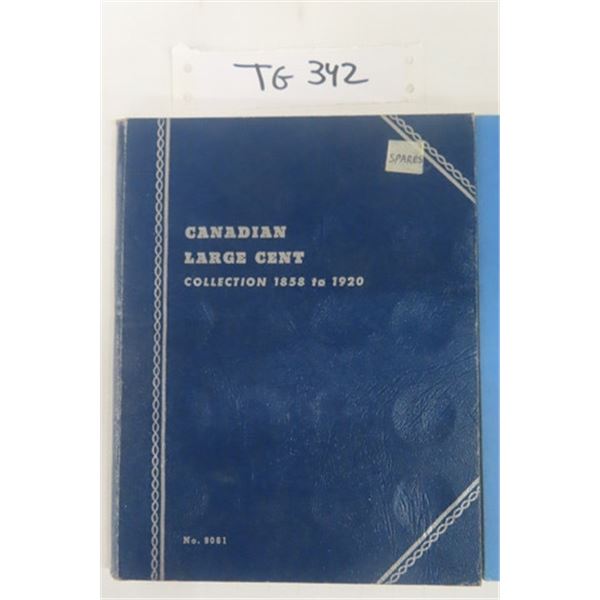 TG 342
SPARES
CANADIAN
LARGE CENT
COLLECTION 1858 to 1920
No. 9081